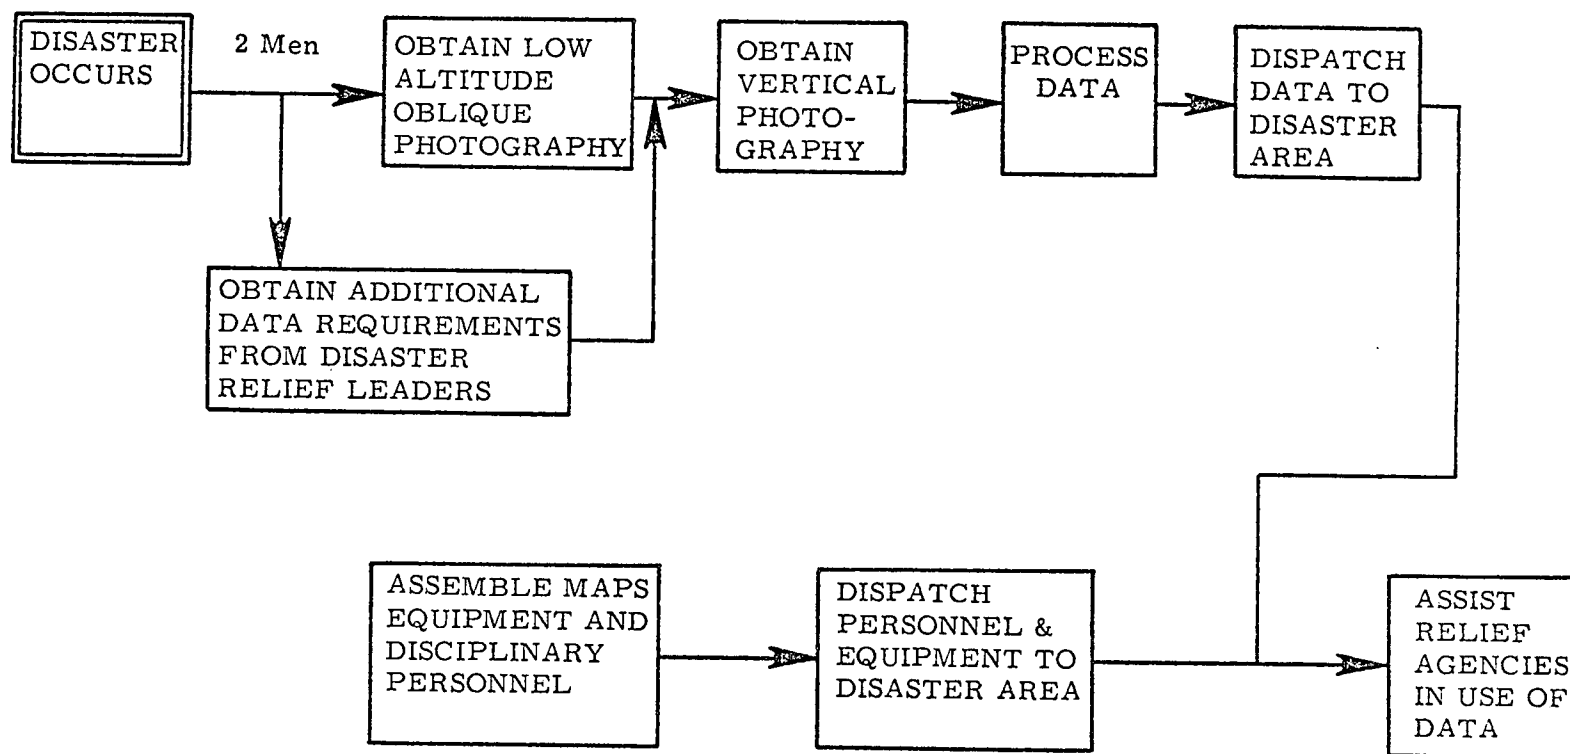 DISASTER
OCCURS
2 Men
OBTAIN LOW
ALTITUDE
OBLIQUE
PHOTOGRAPHY
OBTAIN
VERTICAL
PHOTO-
GRAPHY
PROCESS
DATA
DISPATCH
DATA TO
DISASTER
AREA
OBTAIN ADDITIONAL
DATA REQUIREMENTS
FROM DISASTER
RELIEF LEADERS
ASSEMBLE MAPS
EQUIPMENT AND
DISCIPLINARY
PERSONNEL
DISPATCH
PERSONNEL &
EQUIPMENT TO
DISASTER AREA
ASSIST
RELIEF
AGENCIES
IN USE OF
DATA